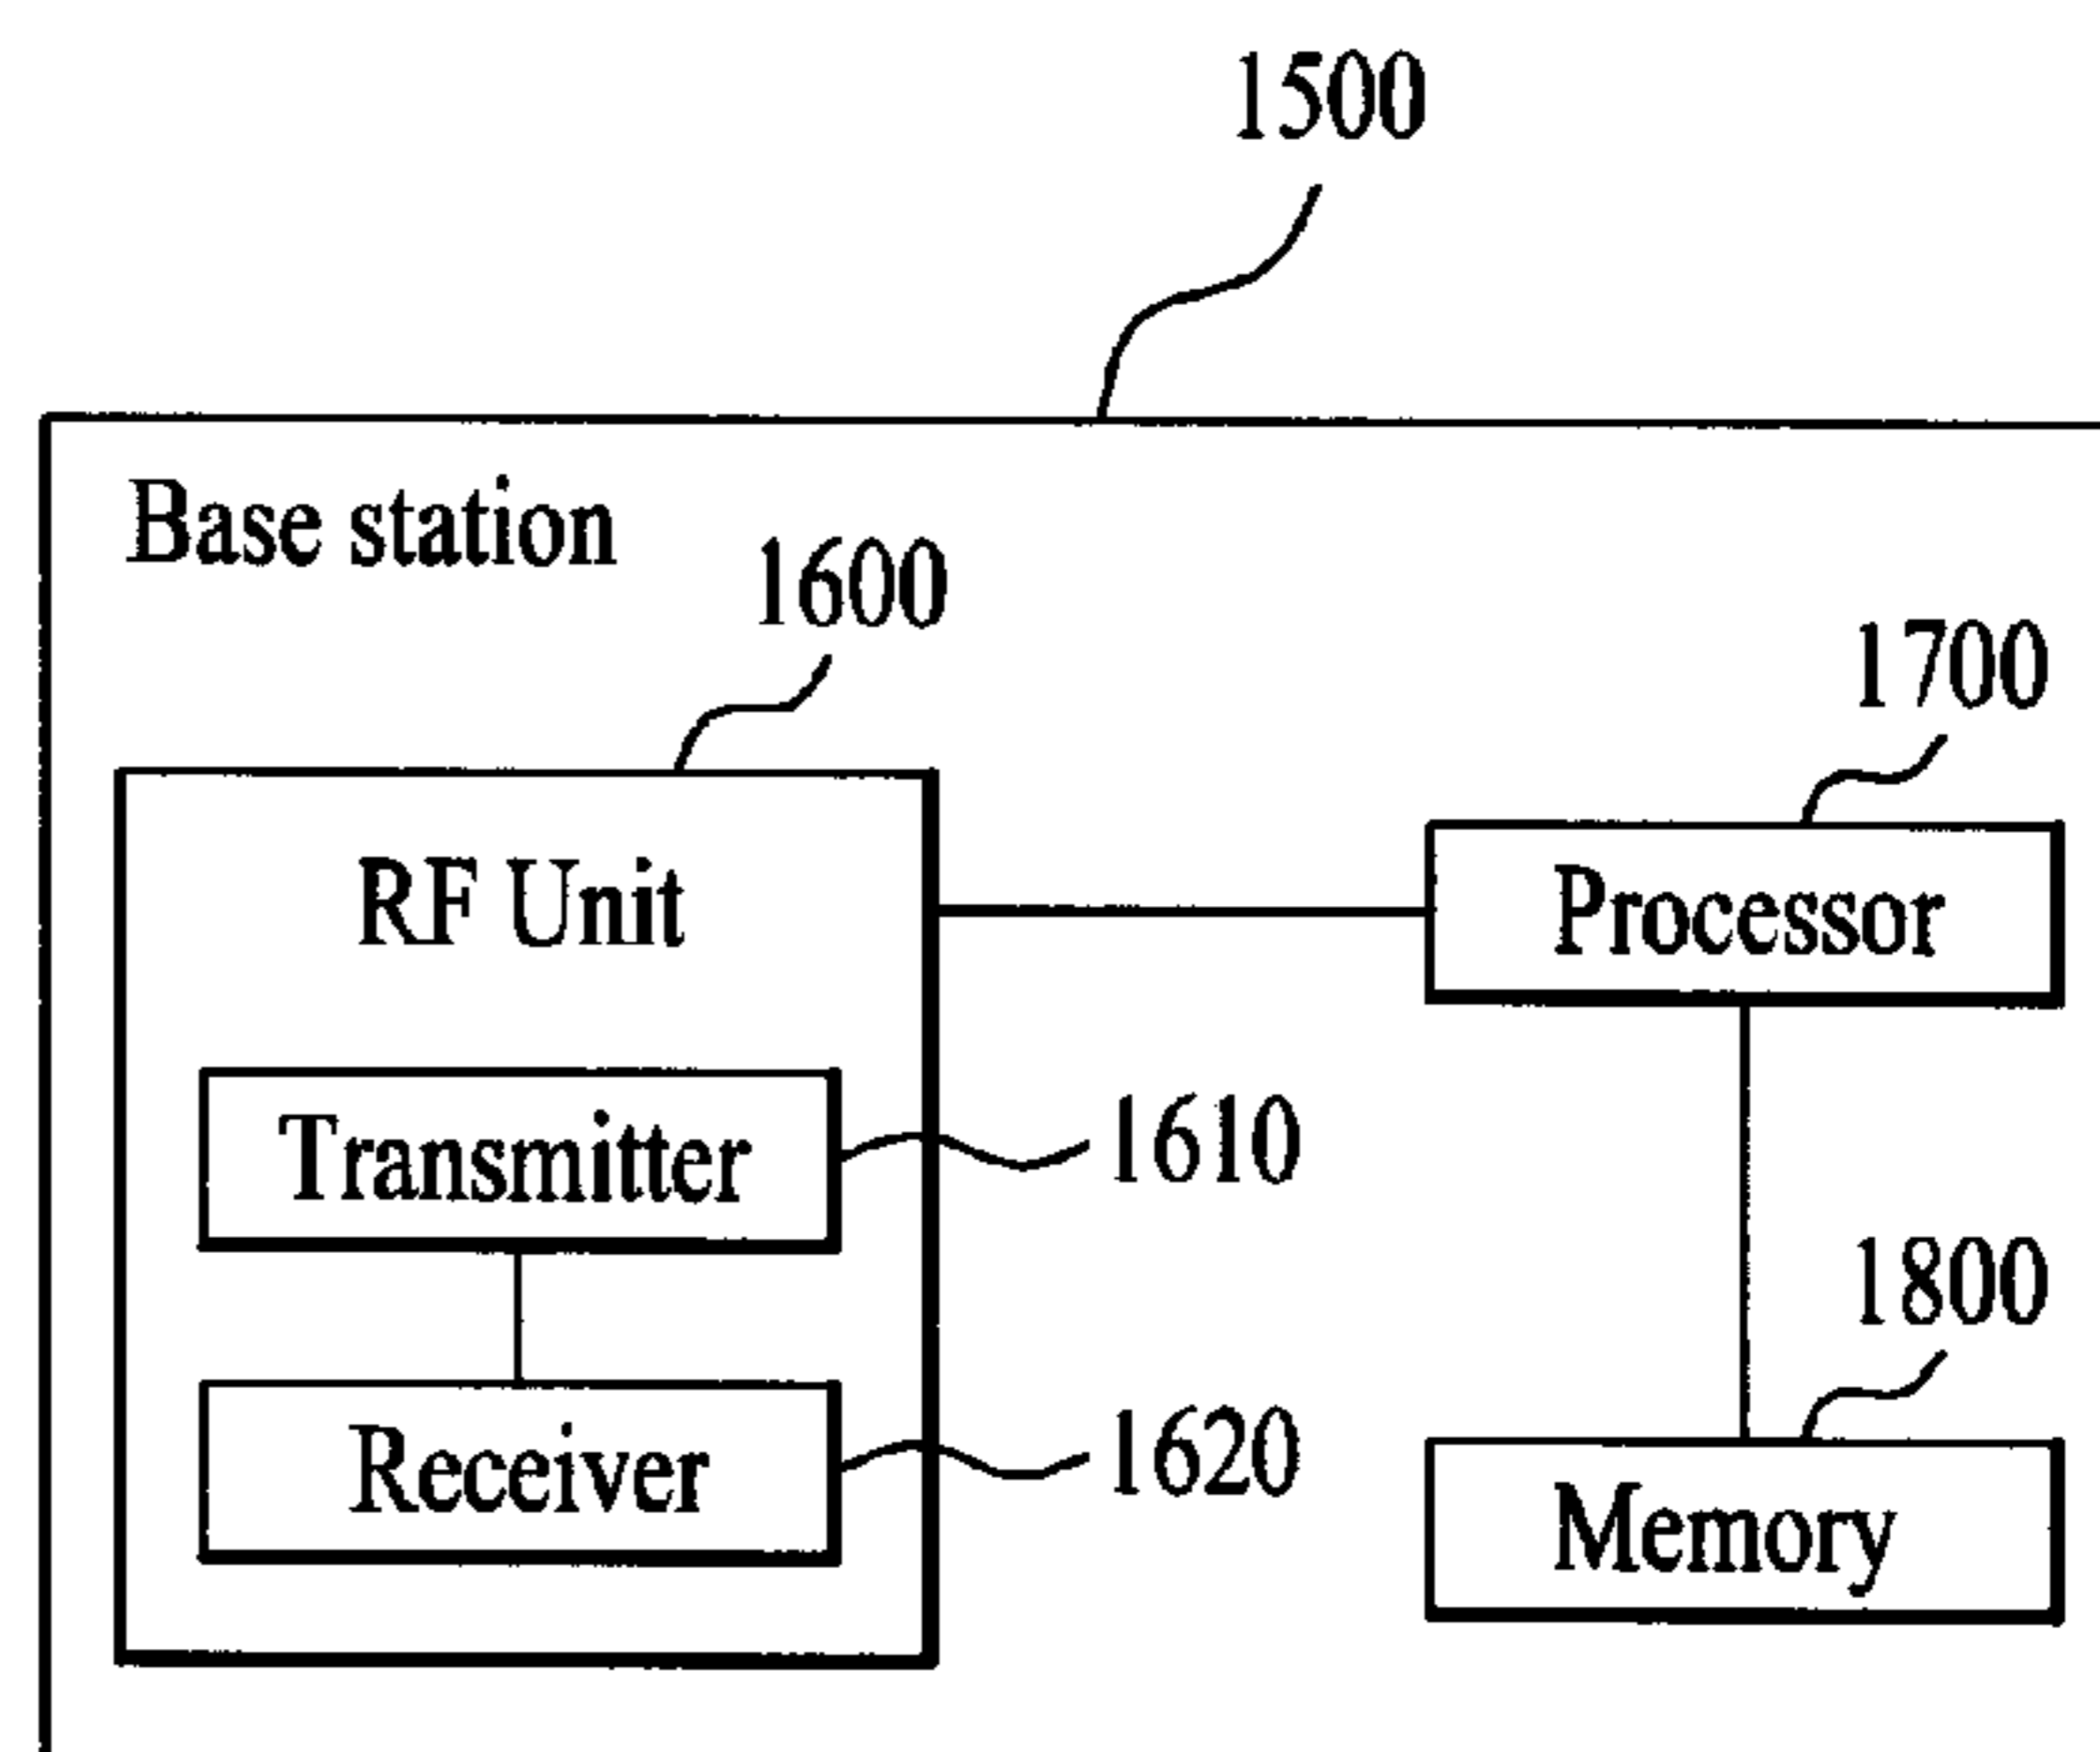 1500
Base station
1600
1700
RF Unit
Processor
Transmitter
1610
1800
Receiver
1620
Memory